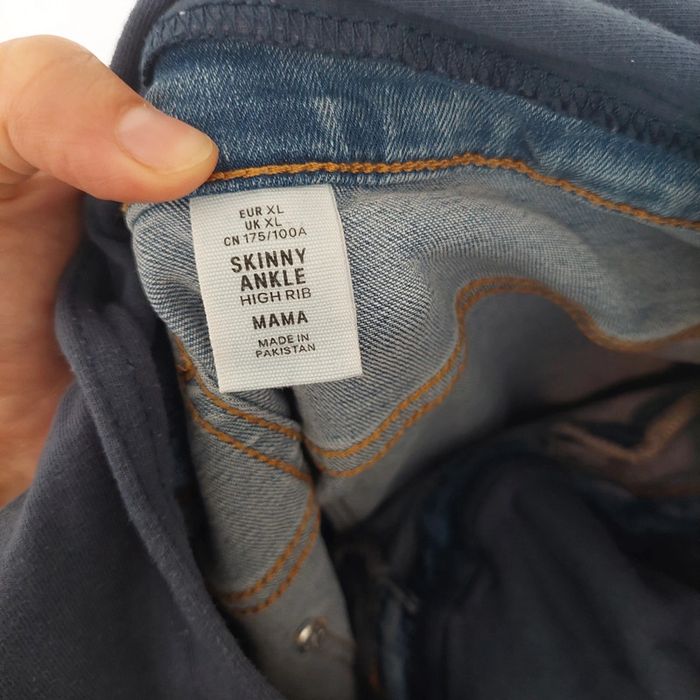 EUR XL
UK XL
CN 175/100A
SKINNY
ANKLE
HIGH RIB
MAMA
MADE IN
PAKISTAN